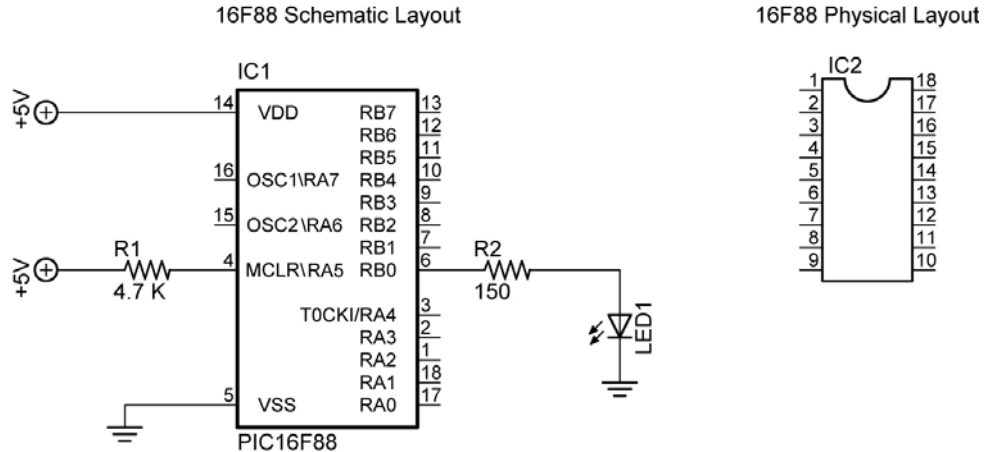 16F88 Schematic Layout
16F88 Physical Layout
IC1
+5V
14
VDD
RB7
13
RB6
12
RB5
11
16
OSC1\RA7
RB4
10
RB3
9
15
OSC2\RA6
RB2
8
RB1
7
+5V
R1
4.7 K
4
MCLR\RA5
RB0
6
R2
150
LED1
T0CKI/RA4
3
RA3
2
RA2
1
RA1
18
5
VSS
RA0
17
PIC16F88
IC2
1
18
2
17
3
16
4
15
5
14
6
13
7
12
8
11
9
10